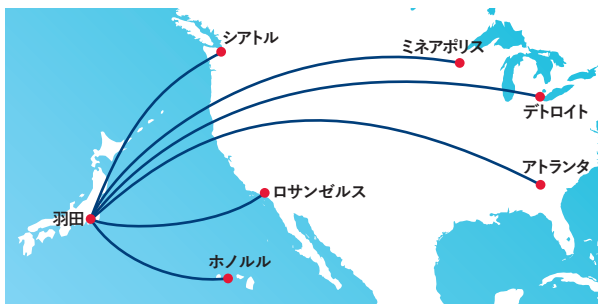 シアトル
ミネアポリス
デトロイト
アトランタ
ロサンゼルス
羽田
ホノルル